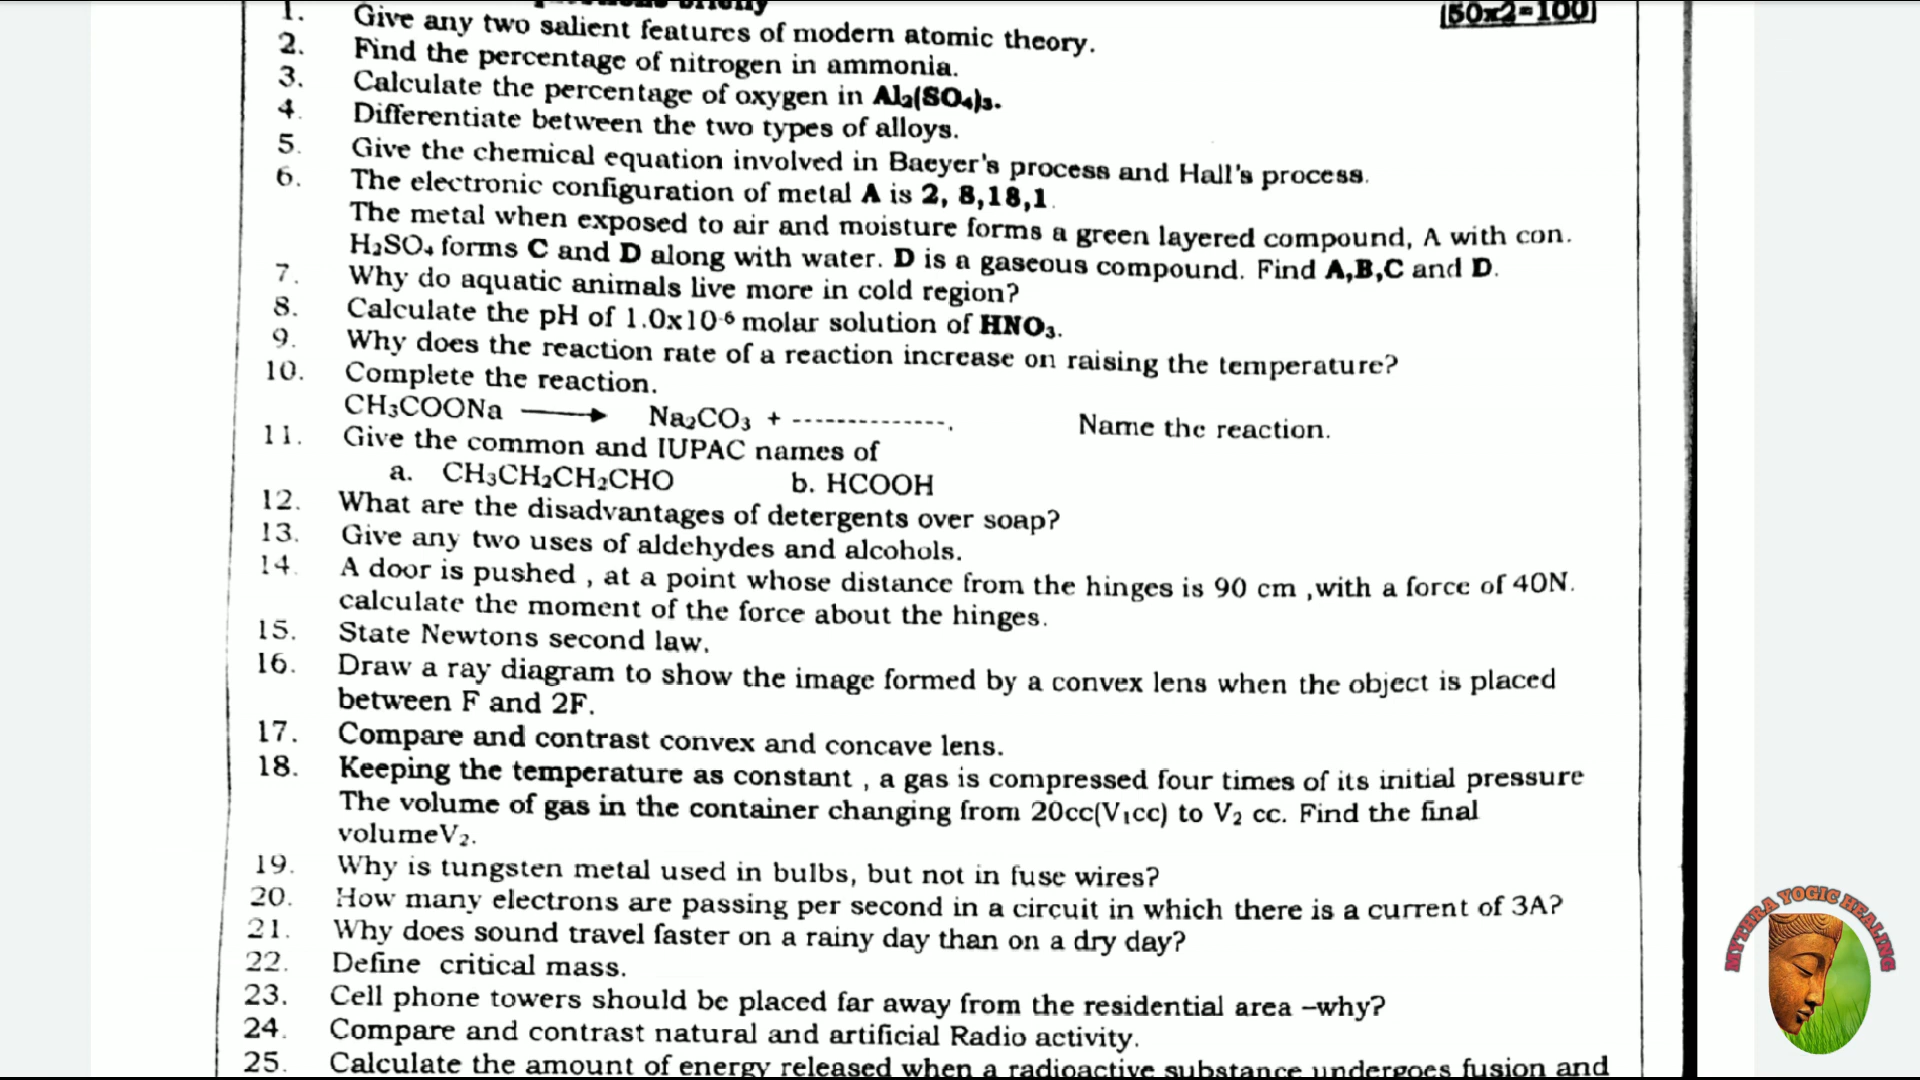 briefly
[50x2=100]
1. Give any two salient features of modern atomic theory.
2. Find the percentage of nitrogen in ammonia.
3. Calculate the percentage of oxygen in Al₂(SO₄)₃.
4. Differentiate between the two types of alloys.
5. Give the chemical equation involved in Baeyer's process and Hall's process.
6. The electronic configuration of metal A is 2, 8,18,1.
The metal when exposed to air and moisture forms a green layered compound, A with con.
H₂SO₄ forms C and D along with water. D is a gaseous compound. Find A,B,C and D.
7. Why do aquatic animals live more in cold region?
8. Calculate the pH of 1.0x10⁻⁶ molar solution of HNO₃.
9. Why does the reaction rate of a reaction increase on raising the temperature?
10. Complete the reaction.
CH₃COONa ⟶ Na₂CO₃ + --------------. Name the reaction.
11. Give the common and IUPAC names of
a. CH₃CH₂CH₂CHO b. HCOOH
12. What are the disadvantages of detergents over soap?
13. Give any two uses of aldehydes and alcohols.
14. A door is pushed , at a point whose distance from the hinges is 90 cm ,with a force of 40N.
calculate the moment of the force about the hinges.
15. State Newtons second law.
16. Draw a ray diagram to show the image formed by a convex lens when the object is placed
between F and 2F.
17. Compare and contrast convex and concave lens.
18. Keeping the temperature as constant , a gas is compressed four times of its initial pressure
The volume of gas in the container changing from 20cc(V₁cc) to V₂ cc. Find the final
volumeV₂.
19. Why is tungsten metal used in bulbs, but not in fuse wires?
20. How many electrons are passing per second in a circuit in which there is a current of 3A?
21. Why does sound travel faster on a rainy day than on a dry day?
22. Define critical mass.
23. Cell phone towers should be placed far away from the residential area –why?
24. Compare and contrast natural and artificial Radio activity.
25. Calculate the amount of energy released when a radioactive substance undergoes fusion and
MYTHRA YOGIC HEALING